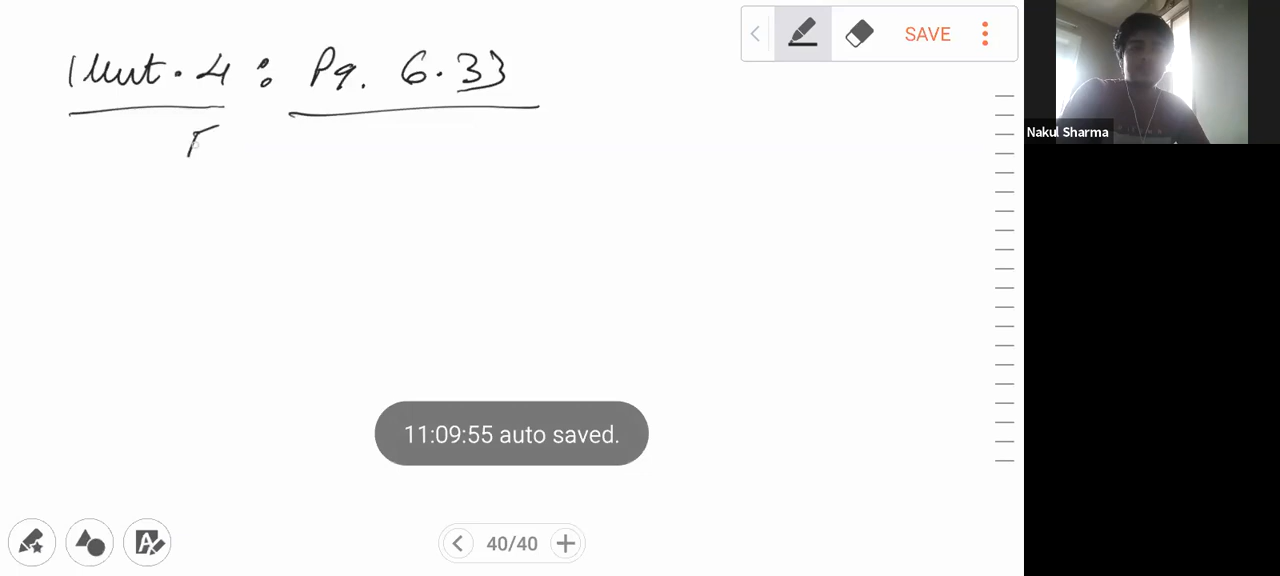 Illust. 4 : Pg. 6.33
SAVE
Nakul Sharma
11:09:55 auto saved.
40/40